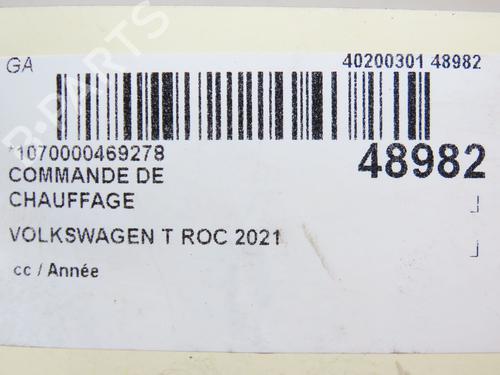 GA
40200301 48982
*1070000469278
48982
COMMANDE DE
CHAUFFAGE
VOLKSWAGEN T ROC 2021
cc / Année